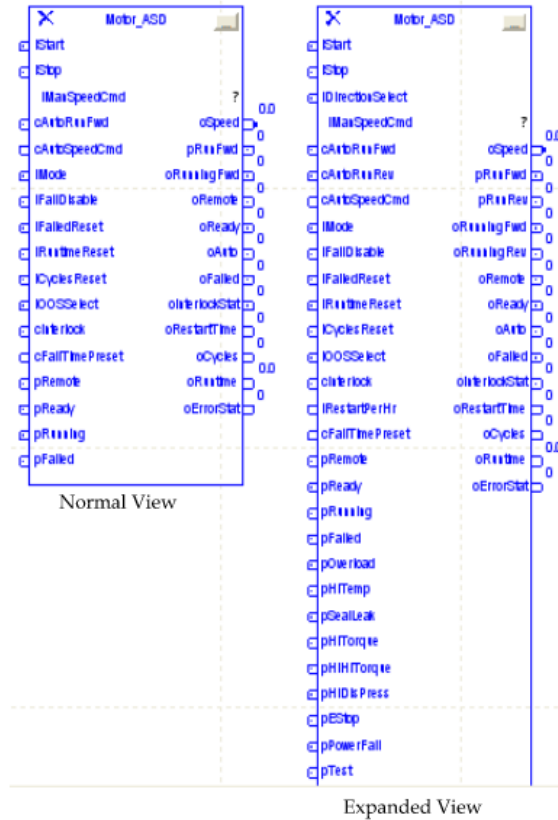 Motor_ASD
iStart
iStop
iManSpeedCmd ?
0.0
cAutoRunFwd oSpeed
0
cAutoSpeedCmd pRunFwd
0
iMode oRunningFwd
0
iFailDisable oRemote
0
iFailedReset oReady
0
iRuntimeReset oAuto
0
iCyclesReset oFailed
0
iOOSSelect oInterlockStat
0
cInterlock oRestartTime
0
cFailTimePreset oCycles
0.0
pRemote oRuntime
0
pReady oErrorStat
pRunning
pFailed
Normal View
Motor_ASD
iStart
iStop
iDirectionSelect
iManSpeedCmd ?
0.0
cAutoRunFwd oSpeed
0
cAutoRunRev pRunFwd
0
cAutoSpeedCmd pRunRev
0
iMode oRunningFwd
0
iFailDisable oRunningRev
0
iFailedReset oRemote
0
iRuntimeReset oReady
0
iCyclesReset oAuto
0
iOOSSelect oFailed
0
cInterlock oInterlockStat
0
iRestartPerHr oRestartTime
0
cFailTimePreset oCycles
0.0
pRemote oRuntime
0
pReady oErrorStat
pRunning
pFailed
pOverload
pHiTemp
pSealLeak
pHiTorque
pHiHiTorque
pHiDisPress
pEStop
pPowerFail
pTest
Expanded View